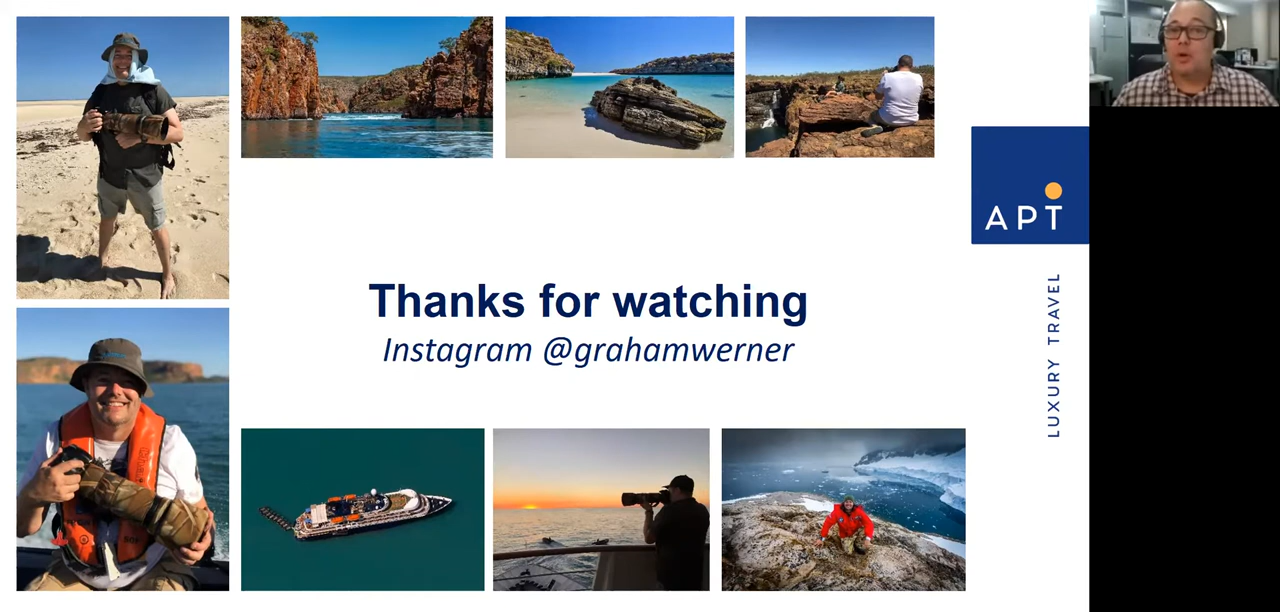 Thanks for watching
Instagram @grahamwerner
APT
LUXURY TRAVEL